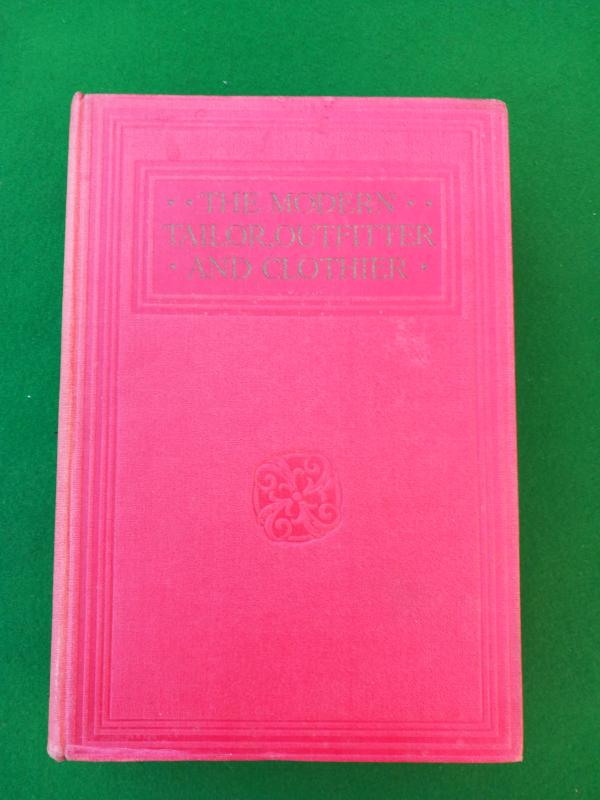 • • THE MODERN • •
TAILOR, OUTFITTER
• AND CLOTHIER •